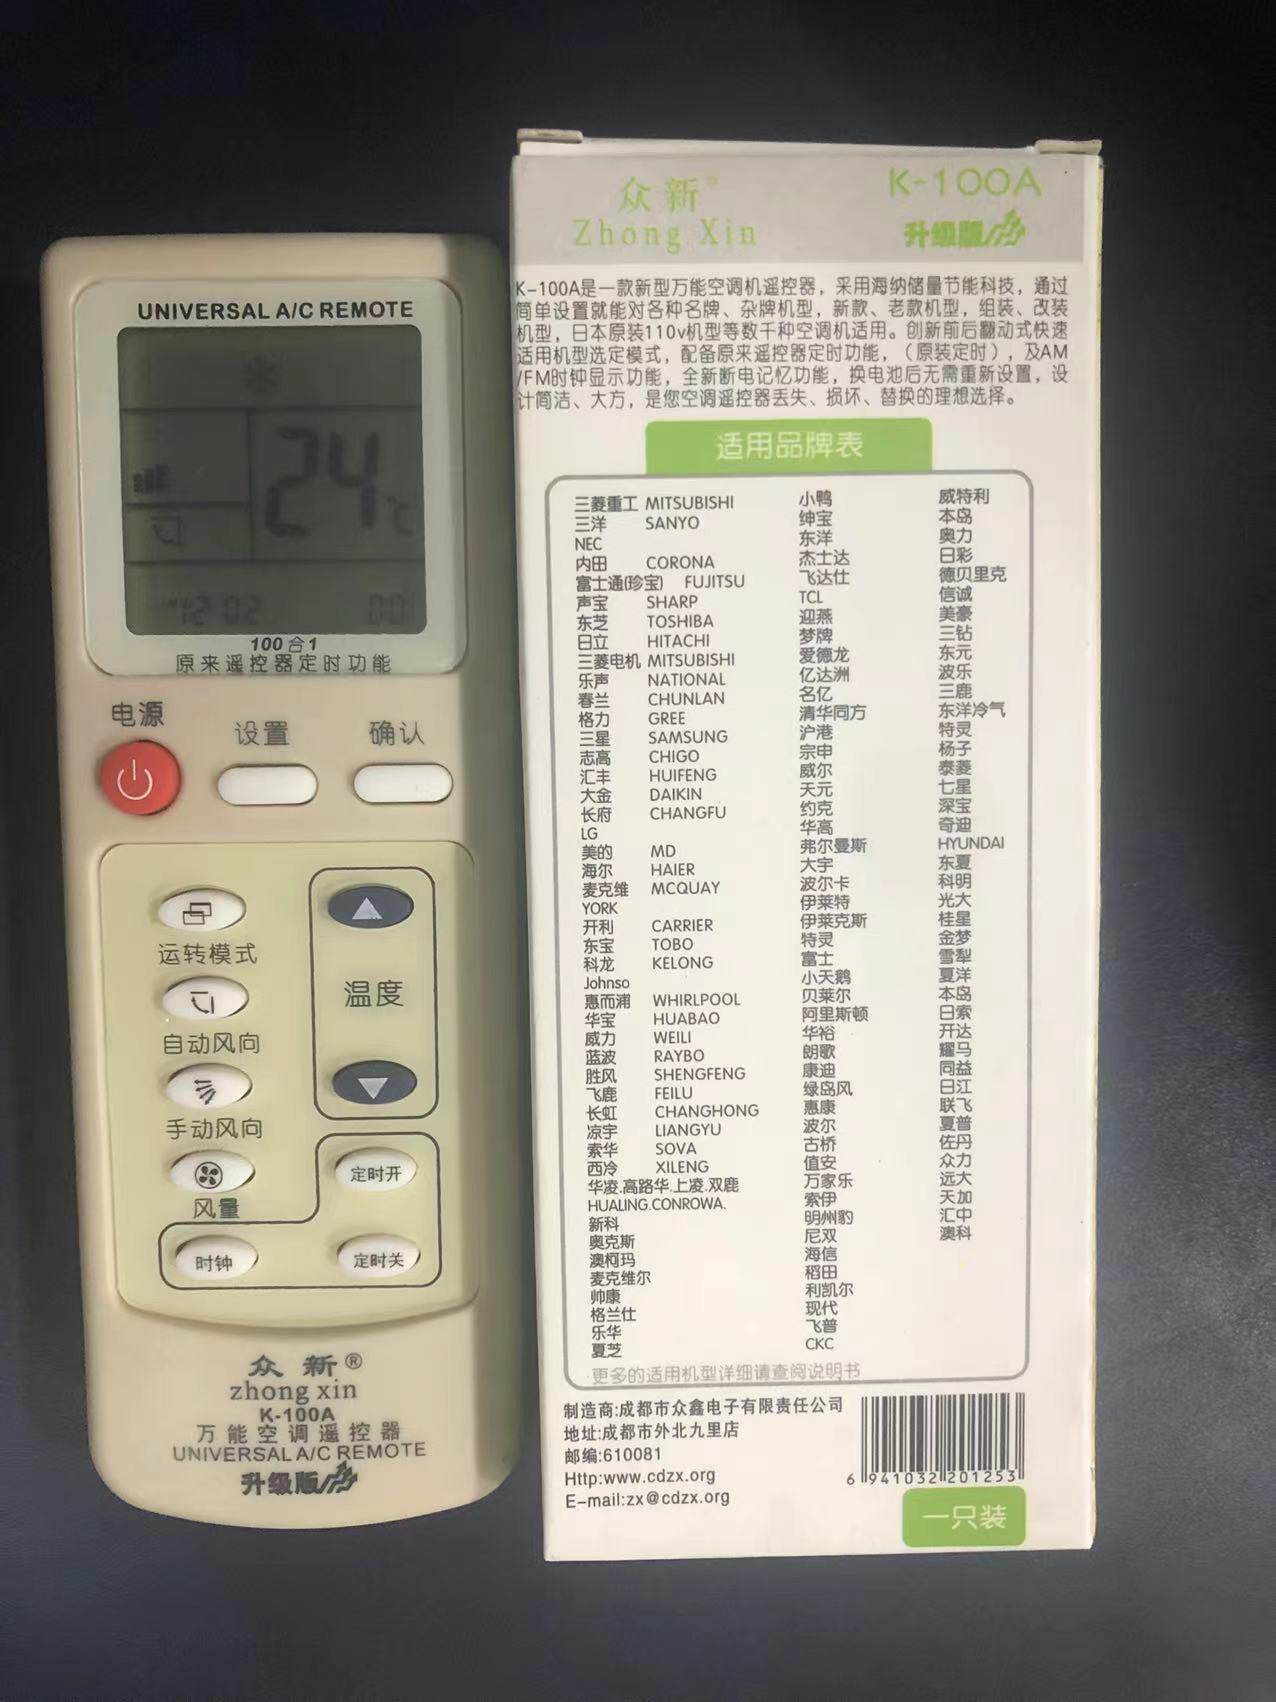 UNIVERSAL A/C REMOTE
24℃
100合1
原来遥控器定时功能
电源
设置
确认
运转模式
自动风向
手动风向
风量
温度
定时开
时钟
定时关
众新®
zhong xin
K-100A
万能空调遥控器
UNIVERSAL A/C REMOTE
升级版
众新®
Zhong Xin
K-100A
升级版
K-100A是一款新型万能空调机遥控器，采用海纳储量节能科技，通过
简单设置就能对各种名牌、杂牌机型，新款、老款机型，组装、改装
机型，日本原装110v机型等数千种空调机适用。创新前后翻动式快速
适用机型选定模式，配备原来遥控器定时功能，（原装定时），及AM
/FM时钟显示功能，全新断电记忆功能，换电池后无需重新设置，设
计简洁、大方，是您空调遥控器丢失、损坏、替换的理想选择。
适用品牌表
三菱重工 MITSUBISHI
三洋 SANYO
NEC
内田 CORONA
富士通(珍宝) FUJITSU
声宝 SHARP
东芝 TOSHIBA
日立 HITACHI
三菱电机 MITSUBISHI
乐声 NATIONAL
春兰 CHUNLAN
格力 GREE
三星 SAMSUNG
志高 CHIGO
汇丰 HUIFENG
大金 DAIKIN
长府 CHANGFU
LG
美的 MD
海尔 HAIER
麦克维 MCQUAY
YORK
开利 CARRIER
东宝 TOBO
科龙 KELONG
Johnso
惠而浦 WHIRLPOOL
华宝 HUABAO
威力 WEILI
蓝波 RAYBO
胜风 SHENGFENG
飞鹿 FEILU
长虹 CHANGHONG
凉宇 LIANGYU
索华 SOVA
西冷 XILENG
华凌.高路华.上凌.双鹿
HUALING.CONROWA.
新科
奥克斯
澳柯玛
麦克维尔
帅康
格兰仕
乐华
夏芝
小鸭
绅宝
东洋
杰士达
飞达仕
TCL
迎燕
梦牌
爱德龙
亿达洲
名亿
清华同方
沪港
宗申
威尔
天元
约克
华高
弗尔曼斯
大宇
波尔卡
伊莱特
伊莱克斯
特灵
富士
小天鹅
贝莱尔
阿里斯顿
华裕
朗歌
康迪
绿岛风
惠康
波尔
古桥
值安
万家乐
索伊
明州豹
尼双
海信
稻田
利凯尔
现代
飞普
CKC
威特利
本岛
奥力
日彩
德贝里克
信诚
美豪
三钻
东元
波乐
三鹿
东洋冷气
特灵
杨子
泰菱
七星
深宝
奇迪
HYUNDAI
东夏
科明
光大
桂星
金梦
雪犁
夏洋
本岛
日索
开达
耀马
同益
日江
联飞
夏普
佐丹
众力
远大
天加
汇中
澳科
更多的适用机型详细请查阅说明书
制造商:成都市众鑫电子有限责任公司
地址:成都市外北九里店
邮编:610081
Http:www.cdzx.org
E-mail:zx@cdzx.org
6 941032 201253
一只装